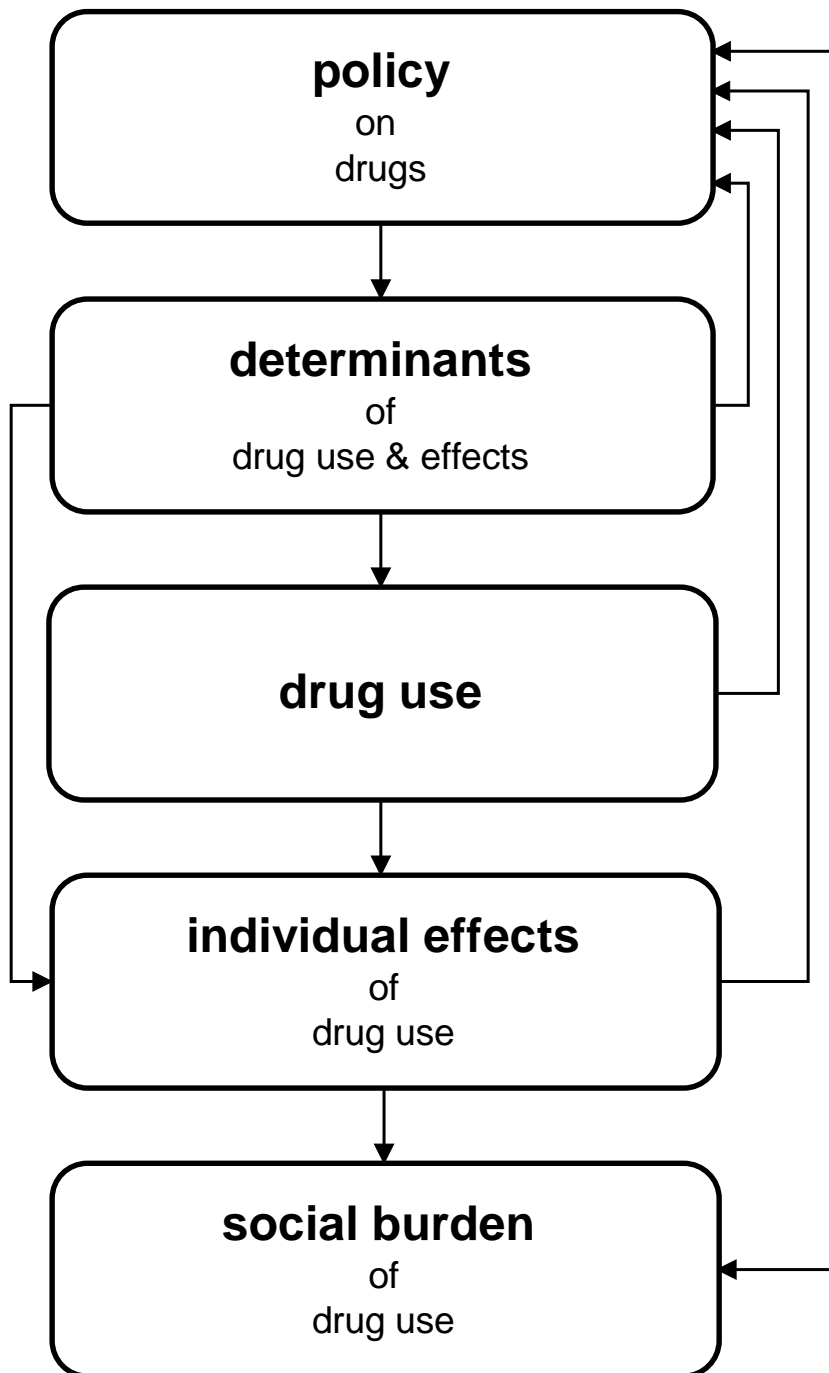 policy
on
drugs
determinants
of
drug use & effects
drug use
individual effects
of
drug use
social burden
of
drug use